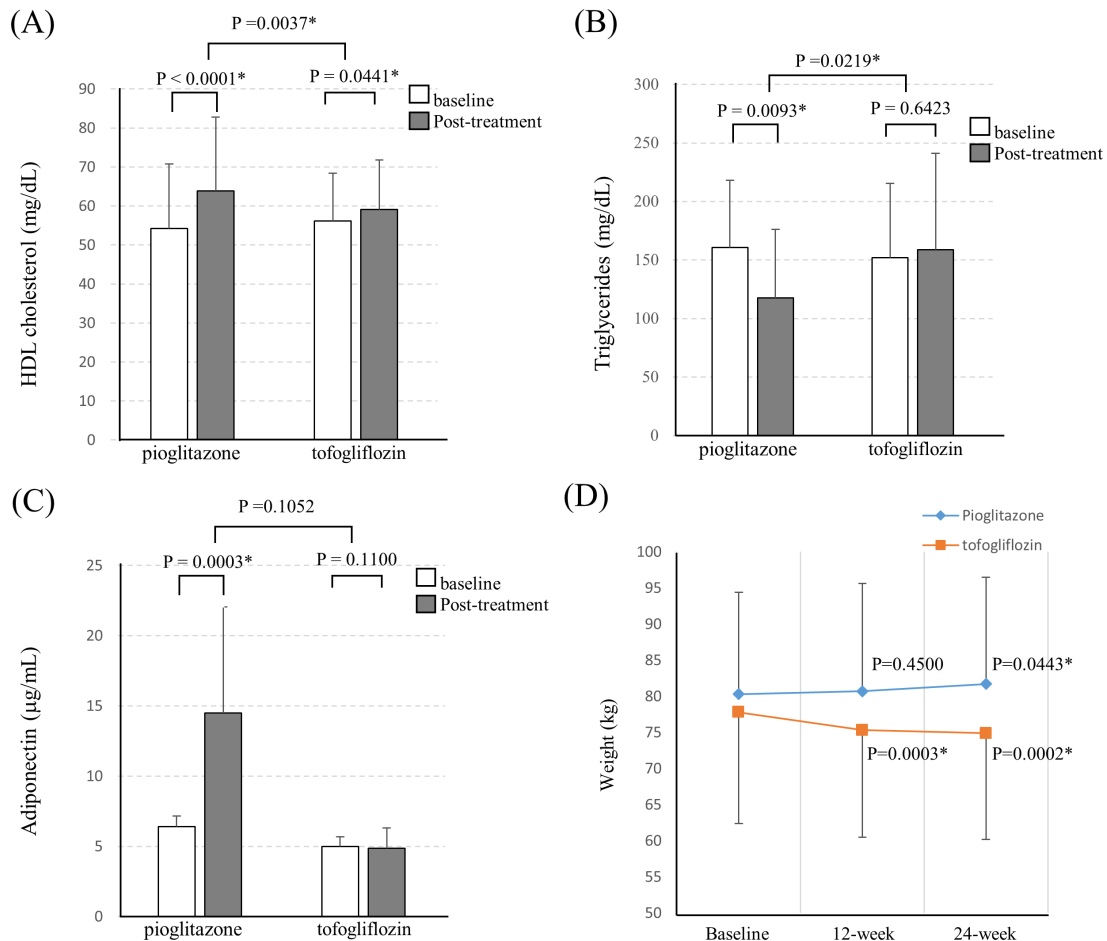 (A)
P =0.0037*
P < 0.0001*
P = 0.0441*
baseline
Post-treatment
HDL cholesterol (mg/dL)
90
80
70
60
50
40
30
20
10
0
pioglitazone
tofogliflozin
(B)
P =0.0219*
P = 0.0093*
P = 0.6423
baseline
Post-treatment
Triglycerides (mg/dL)
300
250
200
150
100
50
0
pioglitazone
tofogliflozin
(C)
P =0.1052
P = 0.0003*
P = 0.1100
baseline
Post-treatment
Adiponectin (μg/mL)
25
20
15
10
5
0
pioglitazone
tofogliflozin
(D)
Pioglitazone
tofogliflozin
Weight (kg)
100
95
90
85
80
75
70
65
60
55
50
P=0.4500
P=0.0443*
P=0.0003*
P=0.0002*
Baseline
12-week
24-week